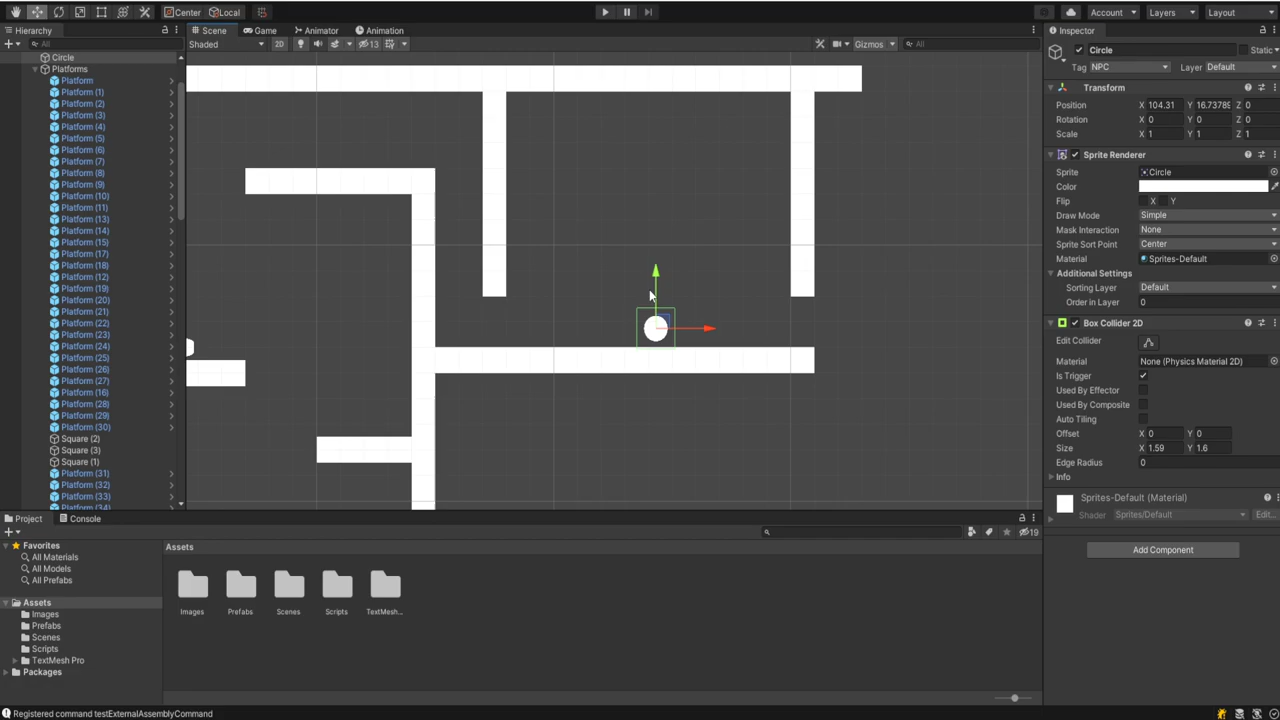 Center Local
Account Layers Layout
Hierarchy
All
Circle
Platforms
Platform
Platform (1)
Platform (2)
Platform (3)
Platform (4)
Platform (5)
Platform (6)
Platform (7)
Platform (8)
Platform (9)
Platform (10)
Platform (11)
Platform (13)
Platform (14)
Platform (15)
Platform (17)
Platform (18)
Platform (12)
Platform (19)
Platform (20)
Platform (21)
Platform (22)
Platform (23)
Platform (24)
Platform (25)
Platform (26)
Platform (27)
Platform (16)
Platform (28)
Platform (29)
Platform (30)
Square (2)
Square (3)
Square (1)
Platform (31)
Platform (32)
Platform (33)
Platform (34)
Scene Game Animator Animation
Shaded 2D 13 Gizmos All
Inspector
Circle Static
Tag NPC Layer Default
Transform
Position X 104.31 Y 16.73789 Z 0
Rotation X 0 Y 0 Z 0
Scale X 1 Y 1 Z 1
Sprite Renderer
Sprite Circle
Color
Flip X Y
Draw Mode Simple
Mask Interaction None
Sprite Sort Point Center
Material Sprites-Default
Additional Settings
Sorting Layer Default
Order in Layer 0
Box Collider 2D
Edit Collider
Material None (Physics Material 2D)
Is Trigger
Used By Effector
Used By Composite
Auto Tiling
Offset X 0 Y 0
Size X 1.59 Y 1.6
Edge Radius 0
Info
Sprites-Default (Material)
Shader Sprites/Default Edit...
Add Component
Project Console
19
Favorites
All Materials
All Models
All Prefabs
Assets
Images
Prefabs
Scenes
Scripts
TextMesh Pro
Packages
Assets
Images Prefabs Scenes Scripts TextMesh...
Registered command testExternalAssemblyCommand